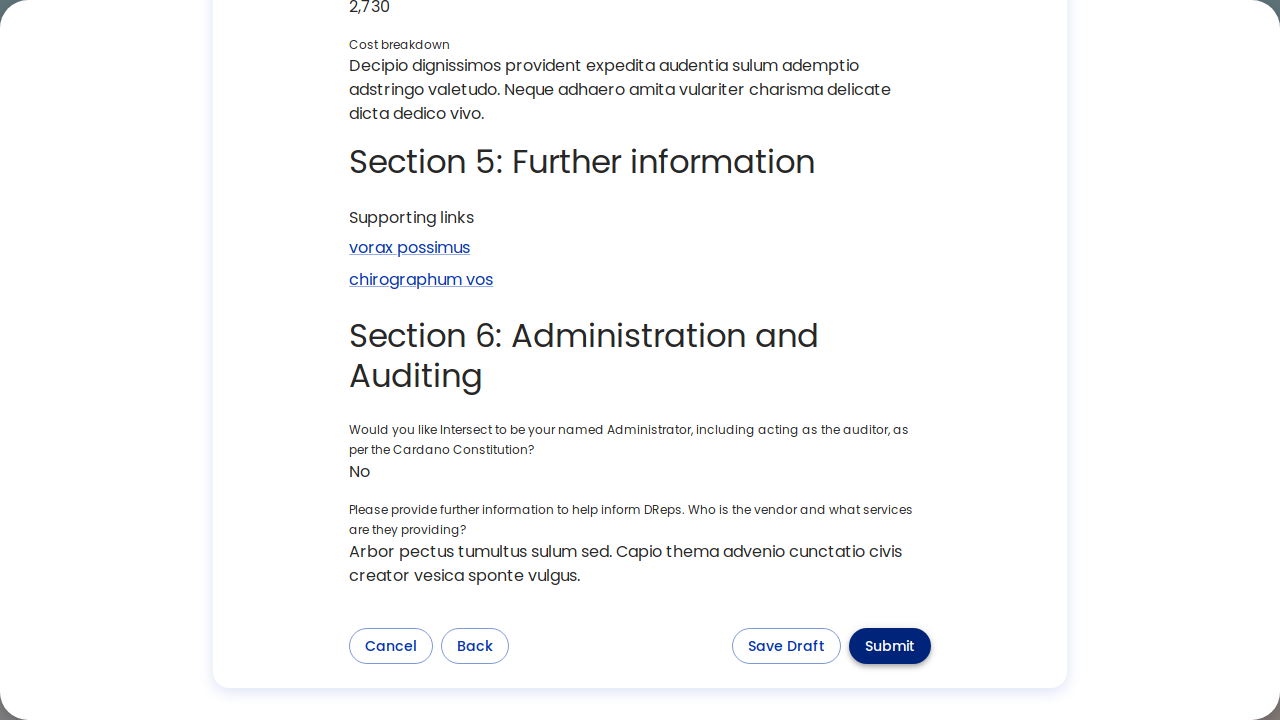 2,730
Cost breakdown
Decipio dignissimos provident expedita audentia sulum ademptio
adstringo valetudo. Neque adhaero amita vulariter charisma delicate
dicta dedico vivo.
Section 5: Further information
Supporting links
vorax possimus
chirographum vos
Section 6: Administration and
Auditing
Would you like Intersect to be your named Administrator, including acting as the auditor, as
per the Cardano Constitution?
No
Please provide further information to help inform DReps. Who is the vendor and what services
are they providing?
Arbor pectus tumultus sulum sed. Capio thema advenio cunctatio civis
creator vesica sponte vulgus.
Cancel Back Save Draft Submit